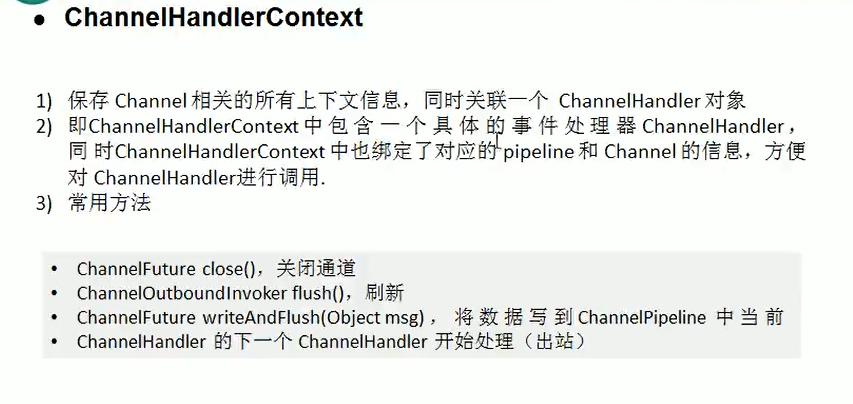 ● ChannelHandlerContext
1) 保存 Channel 相关的所有上下文信息，同时关联一个 ChannelHandler 对象
2) 即ChannelHandlerContext 中 包 含 一 个 具 体 的 事 件 处 理 器 ChannelHandler，
同 时ChannelHandlerContext 中也绑定了对应的 pipeline 和 Channel 的信息，方便
对 ChannelHandler进行调用.
3) 常用方法
• ChannelFuture close()，关闭通道
• ChannelOutboundInvoker flush()，刷新
• ChannelFuture writeAndFlush(Object msg) ， 将 数 据 写 到 ChannelPipeline 中 当 前
• ChannelHandler 的下一个 ChannelHandler 开始处理（出站）